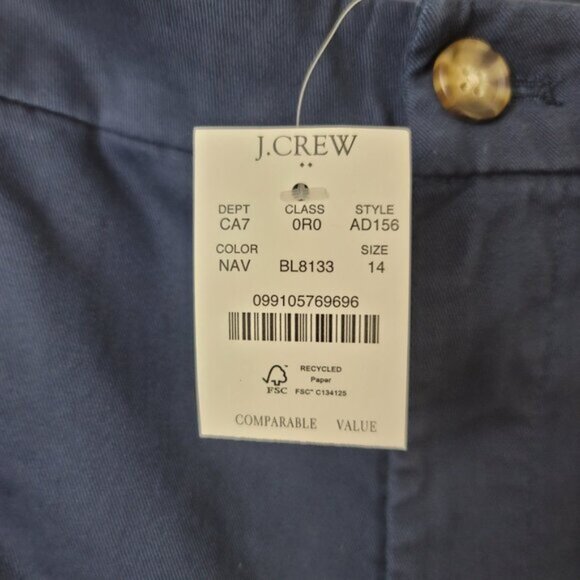 J.CREW
DEPT CLASS STYLE
CA7 0R0 AD156
COLOR SIZE
NAV BL8133 14
099105769696
RECYCLED
Paper
FSC FSC™ C134125
COMPARABLE VALUE